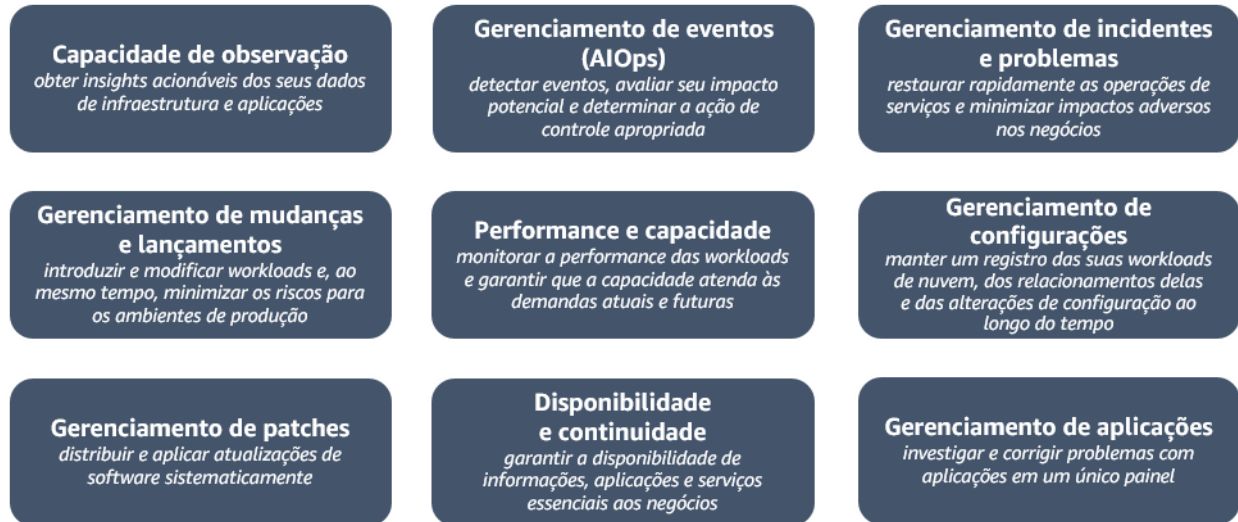 Capacidade de observação
obter insights acionáveis dos seus dados
de infraestrutura e aplicações
Gerenciamento de eventos
(AIOps)
detectar eventos, avaliar seu impacto
potencial e determinar a ação de
controle apropriada
Gerenciamento de incidentes
e problemas
restaurar rapidamente as operações de
serviços e minimizar impactos adversos
nos negócios
Gerenciamento de mudanças
e lançamentos
introduzir e modificar workloads e, ao
mesmo tempo, minimizar os riscos para
os ambientes de produção
Performance e capacidade
monitorar a performance das workloads
e garantir que a capacidade atenda às
demandas atuais e futuras
Gerenciamento de
configurações
manter um registro das suas workloads
de nuvem, dos relacionamentos delas
e das alterações de configuração ao
longo do tempo
Gerenciamento de patches
distribuir e aplicar atualizações de
software sistematicamente
Disponibilidade
e continuidade
garantir a disponibilidade de
informações, aplicações e serviços
essenciais aos negócios
Gerenciamento de aplicações
investigar e corrigir problemas com
aplicações em um único painel